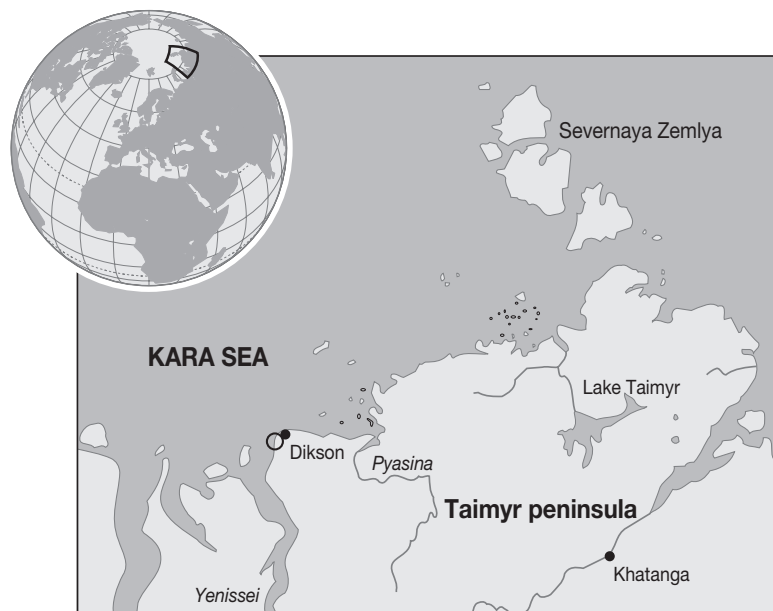 Severnaya Zemlya
KARA SEA
Lake Taimyr
Dikson
Pyasina
Taimyr peninsula
Khatanga
Yenissei